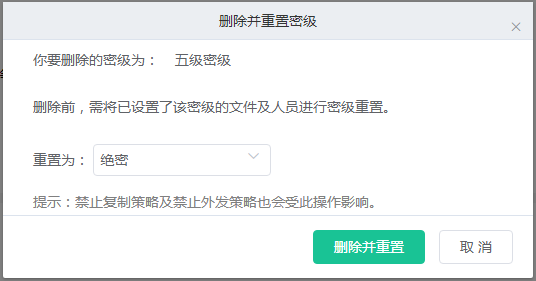 删除并重置密级
你要删除的密级为： 五级密级
删除前，需将已设置了该密级的文件及人员进行密级重置。
重置为： 绝密
提示：禁止复制策略及禁止外发策略也会受此操作影响。
删除并重置 取 消